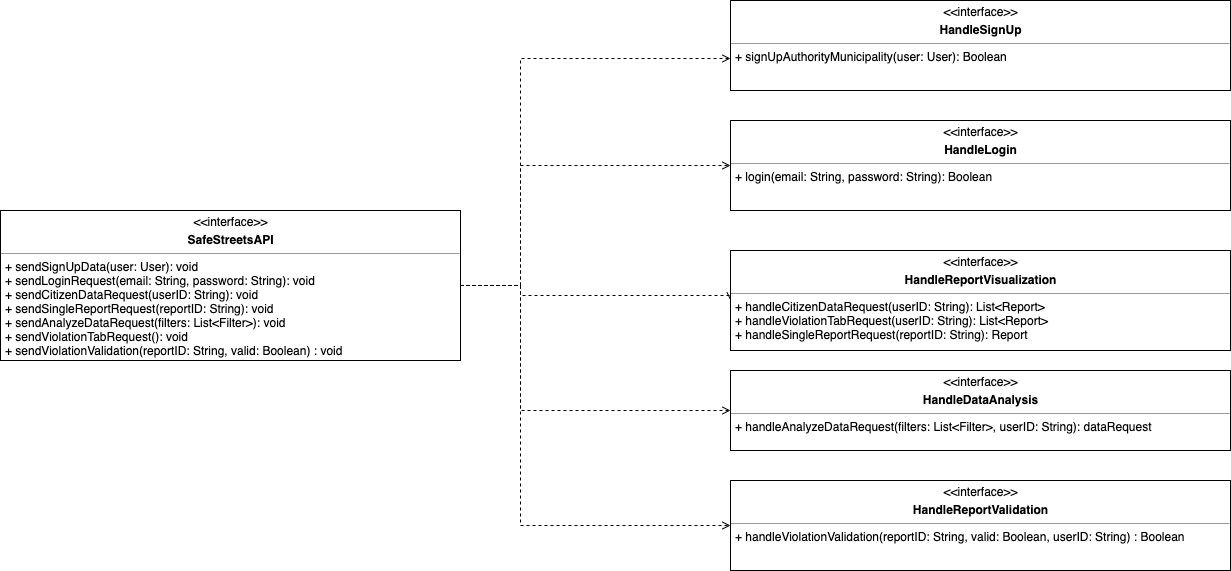 <<interface>>
HandleSignUp
+ signUpAuthorityMunicipality(user: User): Boolean
<<interface>>
HandleLogin
+ login(email: String, password: String): Boolean
<<interface>>
SafeStreetsAPI
+ sendSignUpData(user: User): void
+ sendLoginRequest(email: String, password: String): void
+ sendCitizenDataRequest(userID: String): void
+ sendSingleReportRequest(reportID: String): void
+ sendAnalyzeDataRequest(filters: List<Filter>): void
+ sendViolationTabRequest(): void
+ sendViolationValidation(reportID: String, valid: Boolean) : void
<<interface>>
HandleReportVisualization
+ handleCitizenDataRequest(userID: String): List<Report>
+ handleViolationTabRequest(userID: String): List<Report>
+ handleSingleReportRequest(reportID: String): Report
<<interface>>
HandleDataAnalysis
+ handleAnalyzeDataRequest(filters: List<Filter>, userID: String): dataRequest
<<interface>>
HandleReportValidation
+ handleViolationValidation(reportID: String, valid: Boolean, userID: String) : Boolean